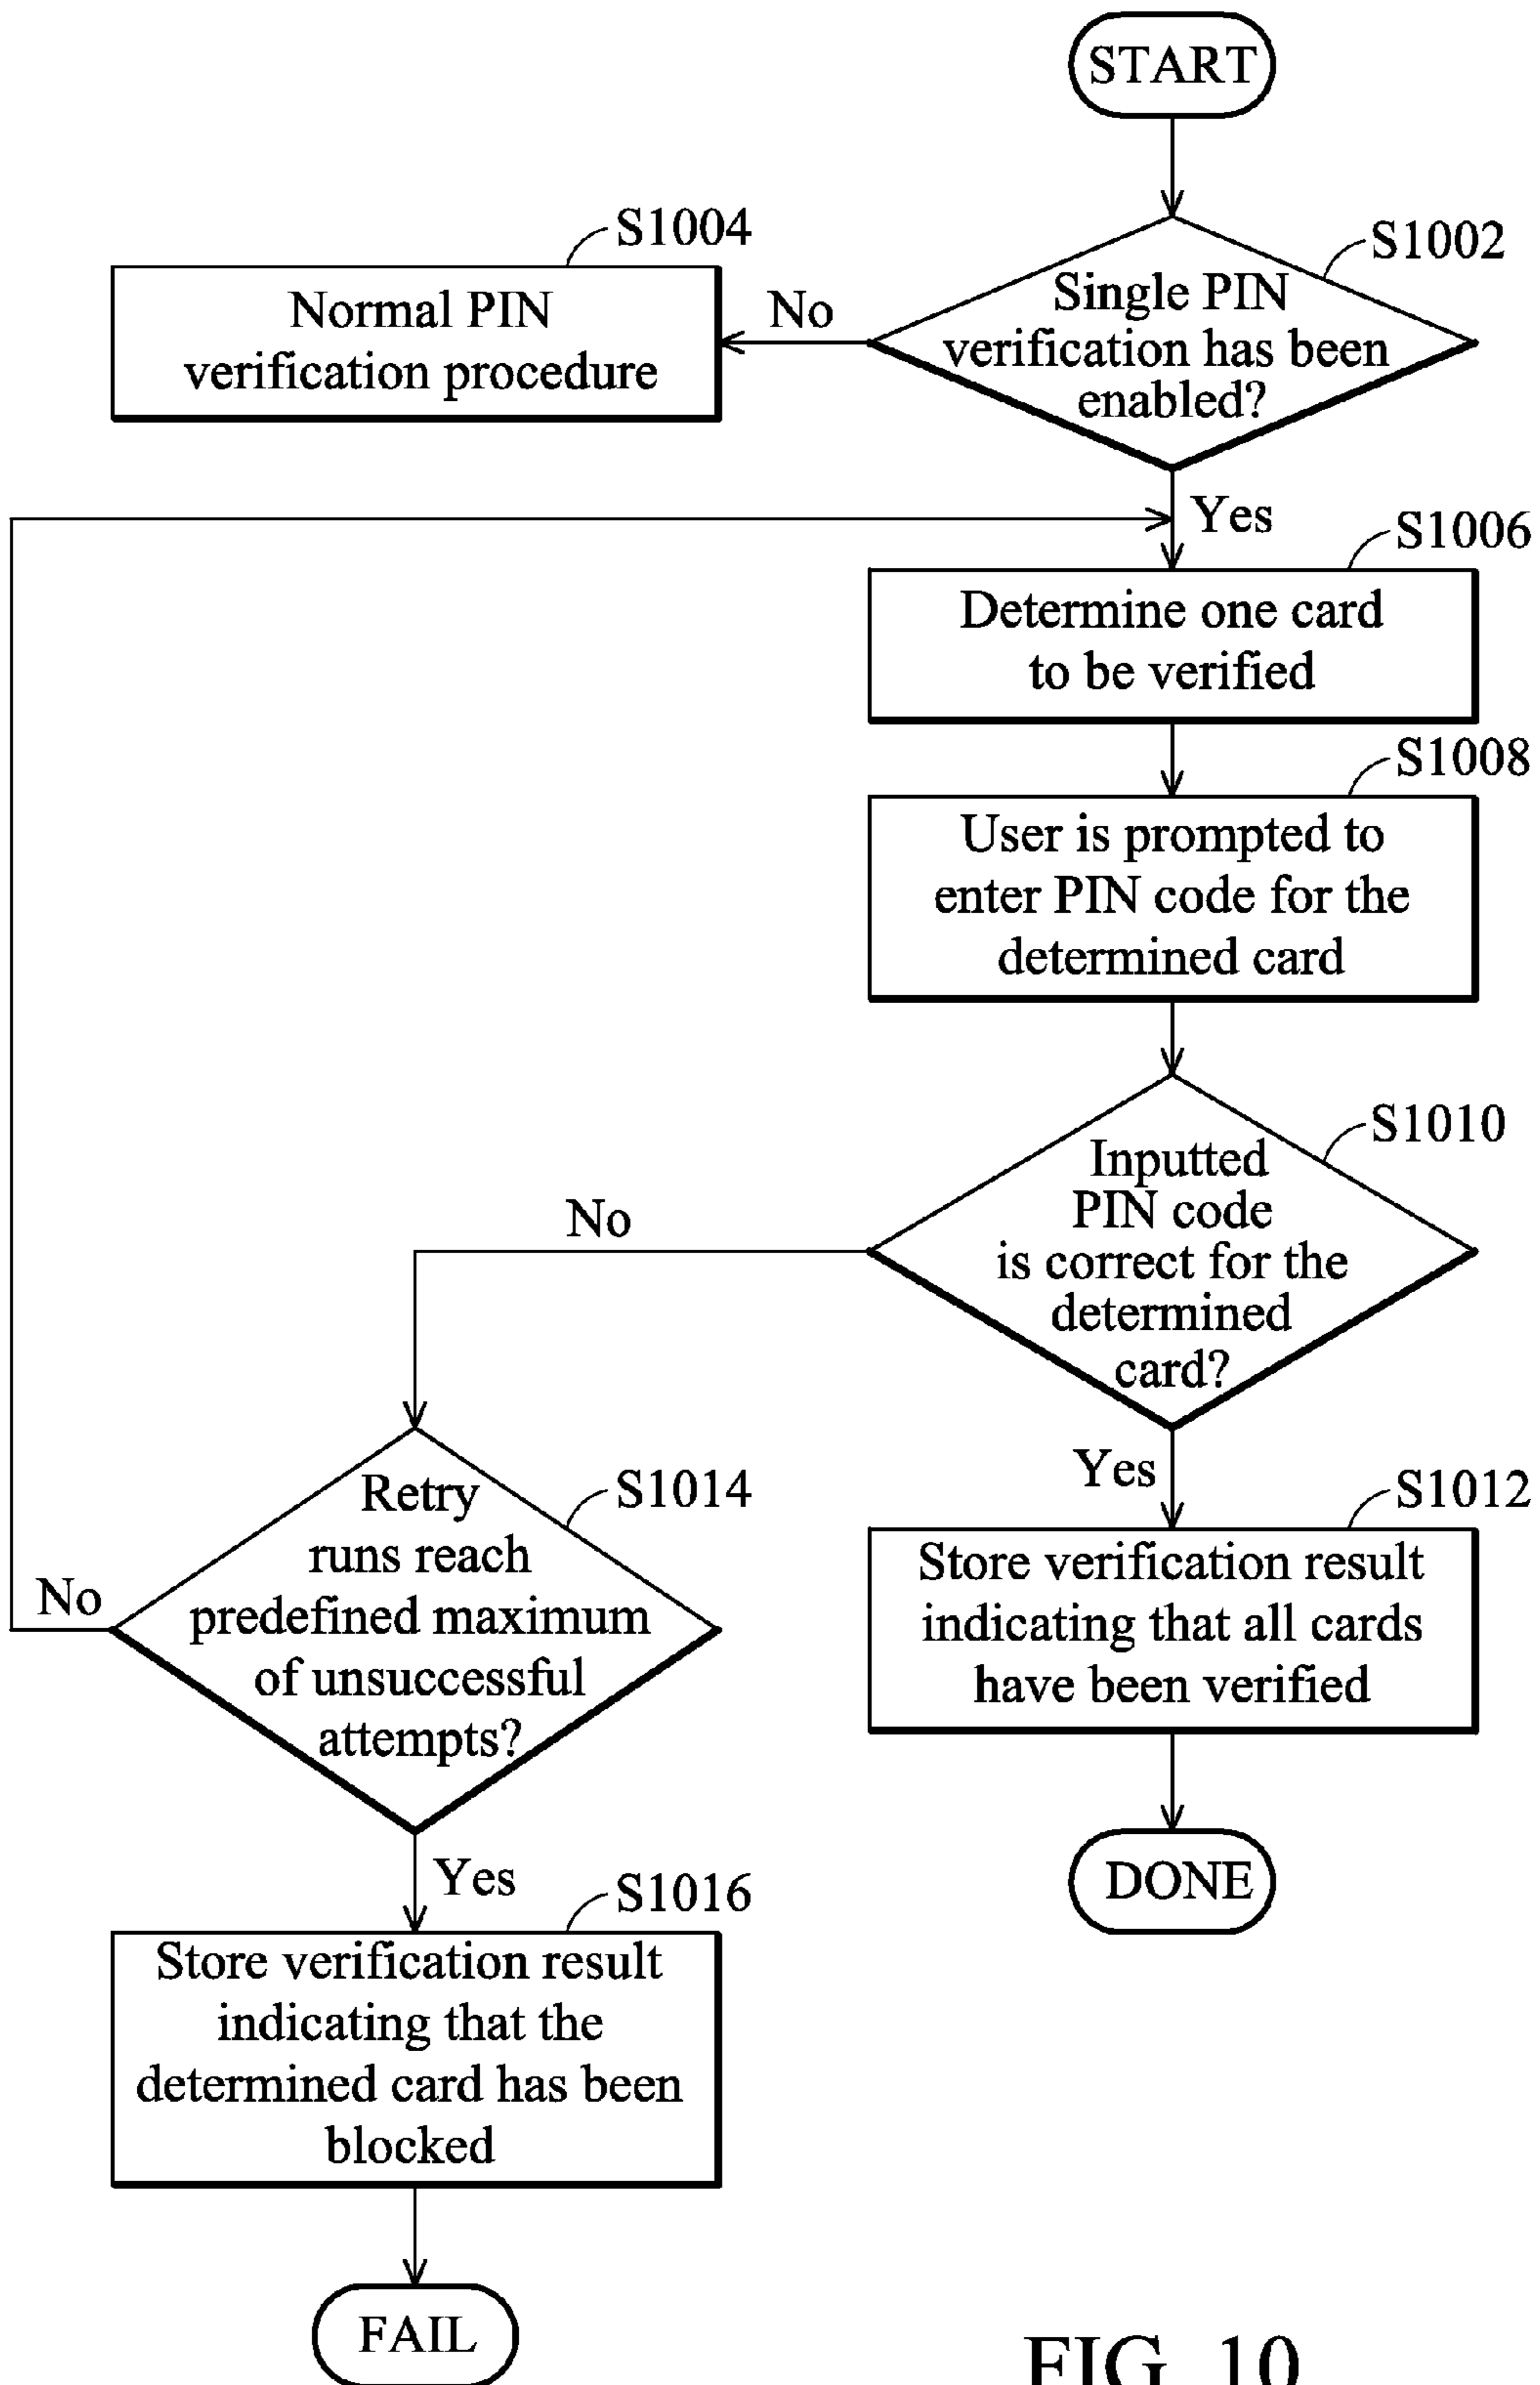 START
S1004
S1002
Normal PIN
verification procedure
No
Single PIN
verification has been
enabled?
Yes
S1006
Determine one card
to be verified
S1008
User is prompted to
enter PIN code for the
determined card
S1010
No
Inputted
PIN code
is correct for the
determined
card?
Yes
S1012
Store verification result
indicating that all cards
have been verified
DONE
S1014
Retry
runs reach
predefined maximum
of unsuccessful
attempts?
No
Yes
S1016
Store verification result
indicating that the
determined card has been
blocked
FAIL
FIG. 10